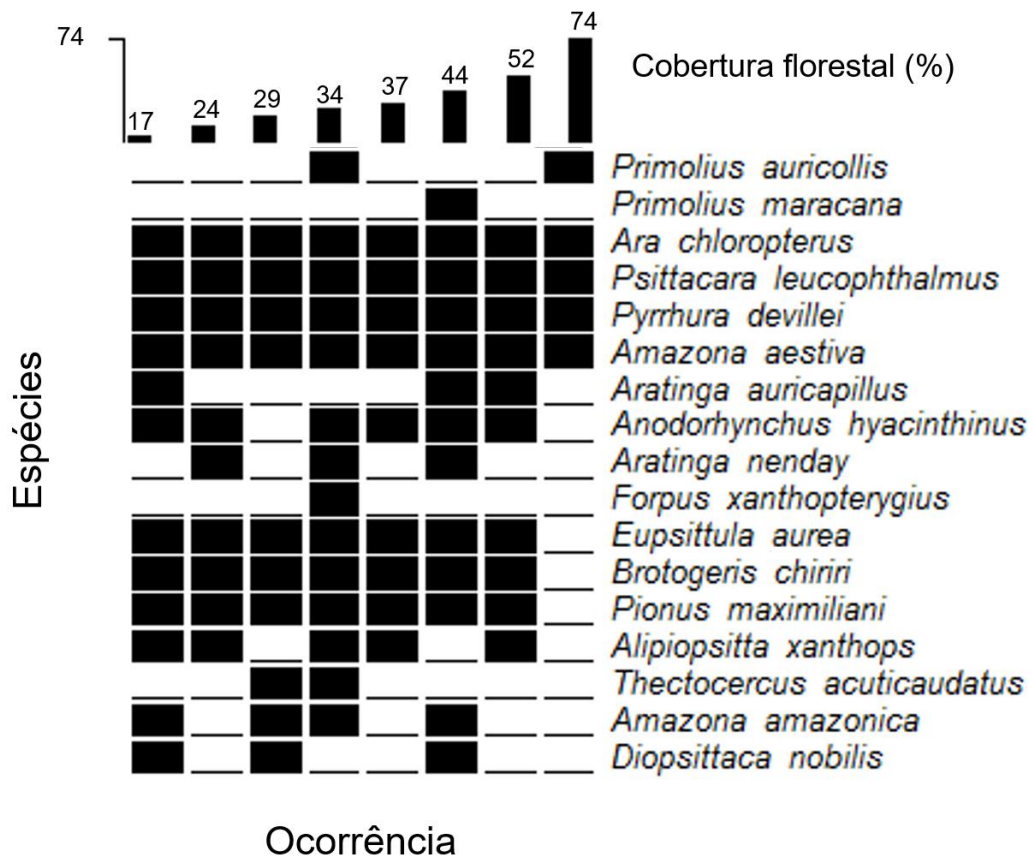 74
74
52
44
37
34
29
24
17
Cobertura florestal (%)
Primolius auricollis
Primolius maracana
Ara chloropterus
Psittacara leucophthalmus
Pyrrhura devillei
Amazona aestiva
Aratinga auricapillus
Anodorhynchus hyacinthinus
Aratinga nenday
Forpus xanthopterygius
Eupsittula aurea
Brotogeris chiriri
Pionus maximiliani
Alipiopsitta xanthops
Thectocercus acuticaudatus
Amazona amazonica
Diopsittaca nobilis
Espécies
Ocorrência